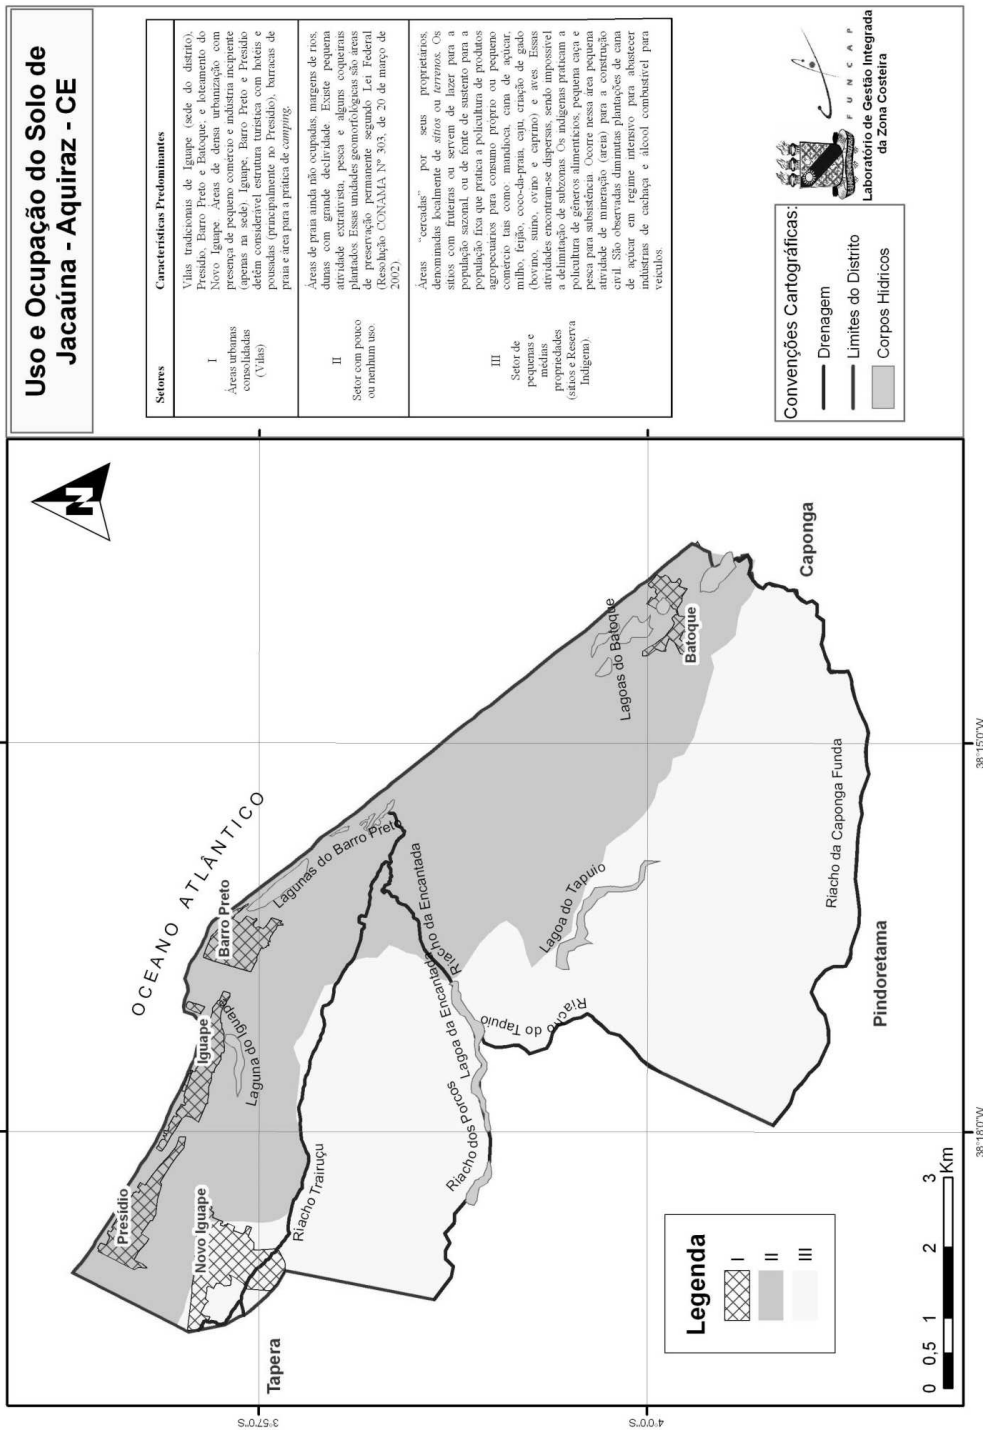 Uso e Ocupação do Solo de
Jacaúna - Aquiraz - CE
Setores Características Predominantes
I
Áreas urbanas
consolidadas
(Vilas)
Vilas tradicionais de Iguape (sede do distrito),
Presídio, Barro Preto e Batoque, e loteamento do
Novo Iguape. Áreas de densa urbanização com
presença de pequeno comércio e indústria incipiente
(apenas na sede). Iguape, Barro Preto e Presídio
detêm considerável estrutura turística com hotéis e
pousadas (principalmente no Presídio), barracas de
praia e área para a prática de camping.
II
Setor com pouco
ou nenhum uso.
Áreas de praia ainda não ocupadas, margens de rios,
dunas com grande declividade. Existe pequena
atividade extrativista, pesca e alguns coqueirais
plantados. Essas unidades geomorfológicas são áreas
de preservação permanente segundo Lei Federal
(Resolução CONAMA Nº 303, de 20 de março de
2002).
III
Setor de
pequenas e
médias
propriedades
(sítios e Reserva
Indígena).
Áreas "cercadas" por seus proprietários,
denominadas localmente de sítios ou terrenos. Os
sítios com fruteiras ou servem de lazer para a
população sazonal, ou de fonte de sustento para a
população fixa que pratica a policultura de produtos
agropecuários para consumo próprio ou pequeno
comércio tais como: mandioca, cana de açúcar,
milho, feijão, coco-da-praia, caju, criação de gado
(bovino, suíno, ovino e caprino) e aves. Essas
atividades encontram-se dispersas, sendo impossível
a delimitação de subzonas. Os indígenas praticam a
policultura de gêneros alimentícios, pequena caça e
pesca para subsistência. Ocorre nessa área pequena
atividade de mineração (areia) para a construção
civil. São observadas diminutas plantações de cana
de açúcar em regime intensivo para abastecer
indústrias de cachaça e álcool combustível para
veículos.
Convenções Cartográficas:
Drenagem
Limites do Distrito
Corpos Hídricos
FUNCAP
Laboratório de Gestão Integrada
da Zona Costeira
N
OCEANO ATLÂNTICO
Presídio
Novo Iguape
Iguape
Laguna do Iguape
Barro Preto
Lagunas do Barro Preto
Tapera
Riacho Trairuçu
Riacho dos Porcos
Lagoa da Encantada
Riacho da Encantada
Riacho do Tapuio
Lagoa do Tapuio
Lagoas do Batoque
Batoque
Caponga
Riacho da Caponga Funda
Pindoretama
Legenda
I
II
III
0 0,5 1 2 3
Km
38°18'0"W
38°15'0"W
3°57'0"S
4°0'0"S